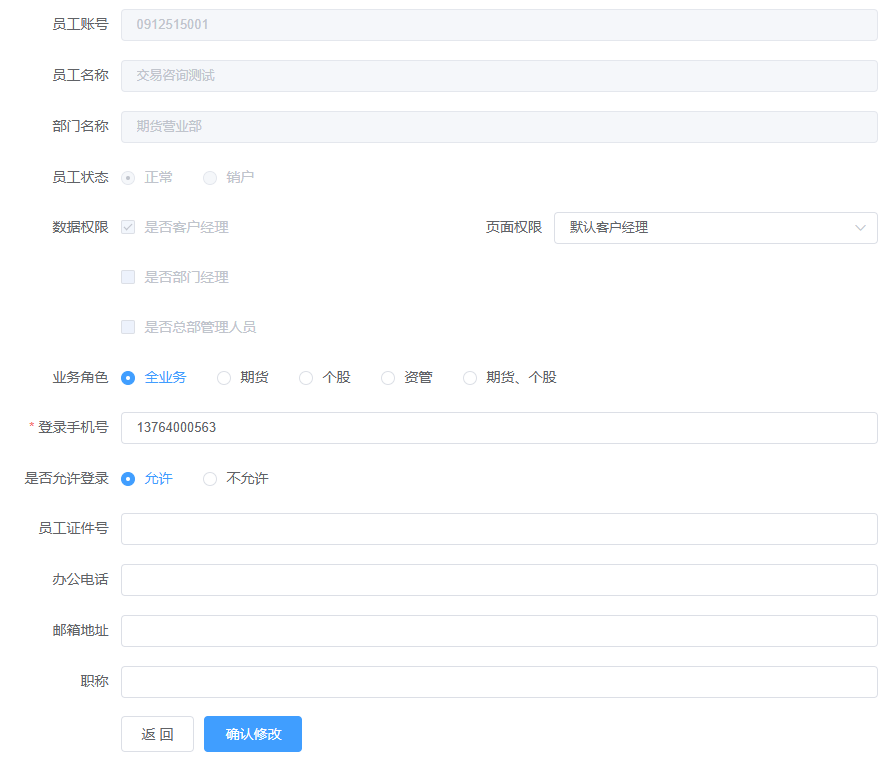 员工账号 0912515001
员工名称 交易咨询测试
部门名称 期货营业部
员工状态 正常 销户
数据权限 是否客户经理 页面权限 默认客户经理
是否部门经理
是否总部管理人员
业务角色 全业务 期货 个股 资管 期货、个股
* 登录手机号 13764000563
是否允许登录 允许 不允许
员工证件号
办公电话
邮箱地址
职称
返 回 确认修改